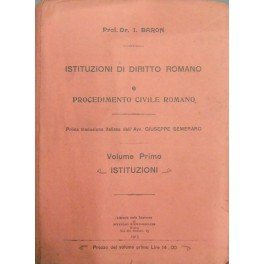 Prof. Dr. I. BARON
ISTITUZIONI DI DIRITTO ROMANO
e
PROCEDIMENTO CIVILE ROMANO
Prima traduzione italiana dell'Avv. GIUSEPPE SEMERARO
Volume Primo
ISTITUZIONI
Prezzo del volume primo Lire 14,00